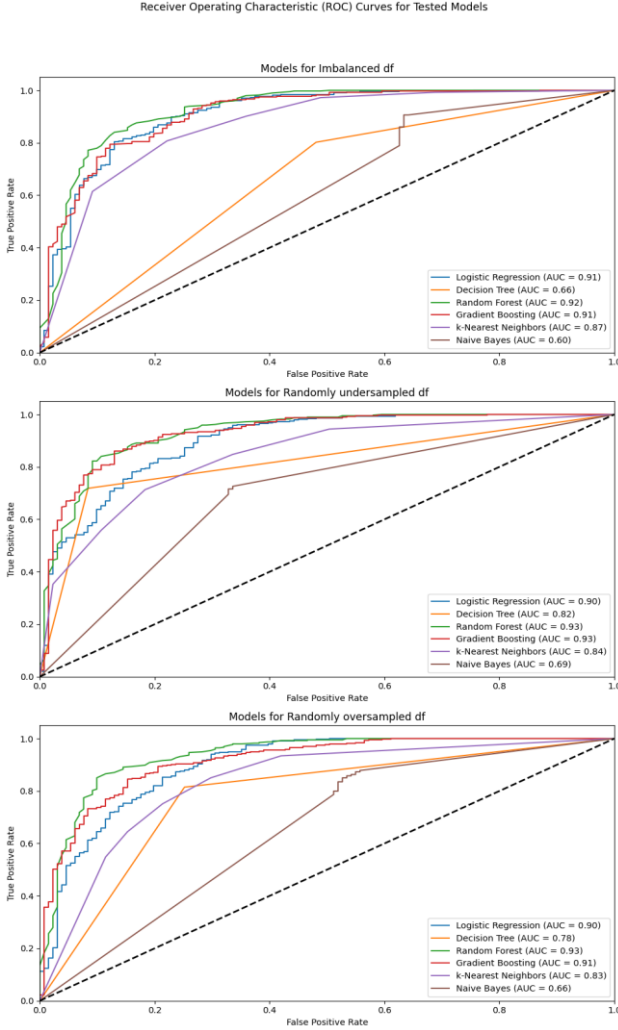 Receiver Operating Characteristic (ROC) Curves for Tested Models
Models for Imbalanced df
1.0
0.8
0.6
0.4
0.2
0.0
True Positive Rate
Logistic Regression (AUC = 0.91)
Decision Tree (AUC = 0.66)
Random Forest (AUC = 0.92)
Gradient Boosting (AUC = 0.91)
k-Nearest Neighbors (AUC = 0.87)
Naive Bayes (AUC = 0.60)
0.0 0.2 0.4 0.6 0.8 1.0
False Positive Rate
Models for Randomly undersampled df
1.0
0.8
0.6
0.4
0.2
0.0
True Positive Rate
Logistic Regression (AUC = 0.90)
Decision Tree (AUC = 0.82)
Random Forest (AUC = 0.93)
Gradient Boosting (AUC = 0.93)
k-Nearest Neighbors (AUC = 0.84)
Naive Bayes (AUC = 0.69)
0.0 0.2 0.4 0.6 0.8 1.0
False Positive Rate
Models for Randomly oversampled df
1.0
0.8
0.6
0.4
0.2
0.0
True Positive Rate
Logistic Regression (AUC = 0.90)
Decision Tree (AUC = 0.78)
Random Forest (AUC = 0.93)
Gradient Boosting (AUC = 0.91)
k-Nearest Neighbors (AUC = 0.83)
Naive Bayes (AUC = 0.66)
0.0 0.2 0.4 0.6 0.8 1.0
False Positive Rate